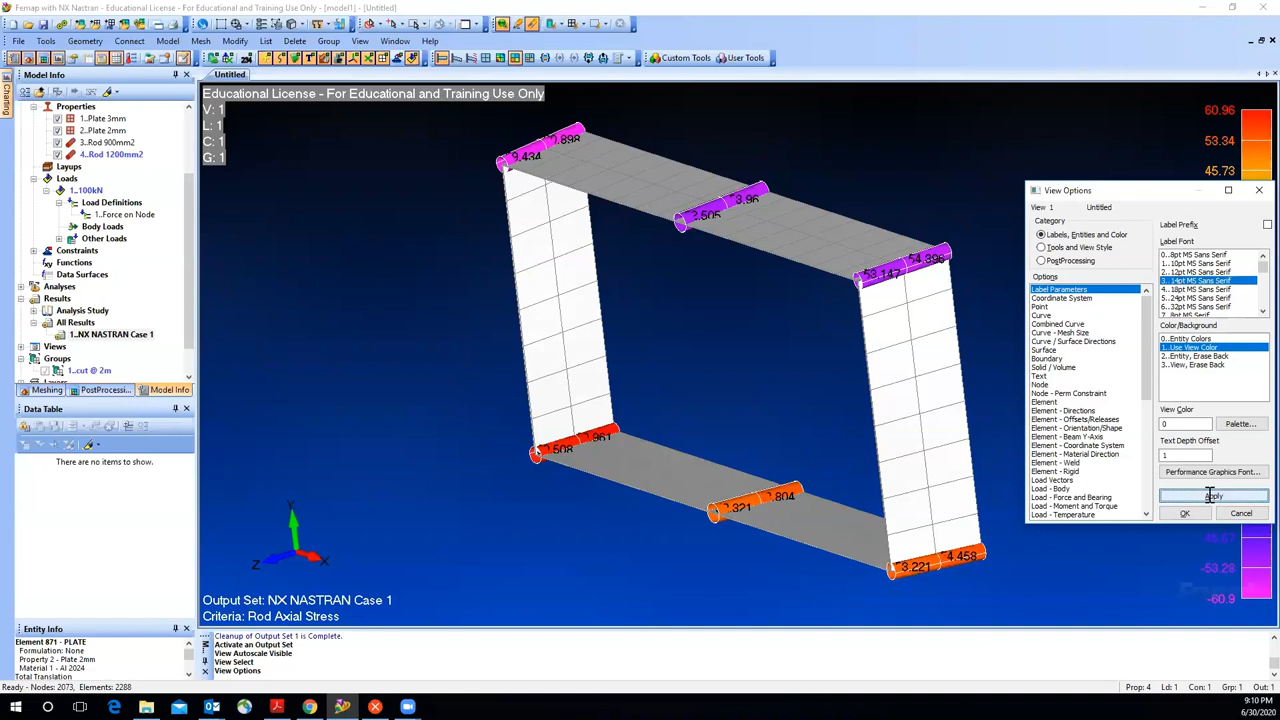 Femap with NX Nastran - Educational License - For Educational and Training Use Only - [model1] - [Untitled]
File Tools Geometry Connect Model Mesh Modify List Delete Group View Window Help
Custom Tools User Tools
Charting
Model Info
Untitled
Properties
1..Plate 3mm
2..Plate 2mm
3..Rod 900mm2
4..Rod 1200mm2
Layups
Loads
1..100kN
Load Definitions
1..Force on Node
Body Loads
Other Loads
Constraints
Functions
Data Surfaces
Analyses
Results
Analysis Study
All Results
1..NX NASTRAN Case 1
Views
Groups
1..cut @ 2m
Meshing PostProcessi... Model Info
Data Table
There are no items to show.
Entity Info
Element 871 - PLATE
Formulation: None
Property 2 - Plate 2mm
Material 1 - Al 2024
Total Translation
Educational License - For Educational and Training Use Only
V: 1
L: 1
C: 1
G: 1
60.96
53.34
45.73
53.147
54.396
Y
Z
X
-53.28
-60.9
Output Set: NX NASTRAN Case 1
Criteria: Rod Axial Stress
View Options
View 1 Untitled
Category
Labels, Entities and Color
Tools and View Style
PostProcessing
Options
Label Parameters
Coordinate System
Point
Curve
Combined Curve
Curve - Mesh Size
Curve / Surface Directions
Surface
Boundary
Solid / Volume
Text
Node
Node - Perm Constraint
Element
Element - Directions
Element - Offsets/Releases
Element - Orientation/Shape
Element - Beam Y-Axis
Element - Coordinate System
Element - Material Direction
Element - Weld
Element - Rigid
Load Vectors
Load - Body
Load - Force and Bearing
Load - Moment and Torque
Load - Temperature
Label Prefix
Label Font
0..8pt MS Sans Serif
1..10pt MS Sans Serif
2..12pt MS Sans Serif
3..14pt MS Sans Serif
4..18pt MS Sans Serif
5..24pt MS Sans Serif
6..32pt MS Sans Serif
7..8pt Serif
Color/Background
0..Entity Colors
1..Use View Color
2..Entity, Erase Back
3..View, Erase Back
View Color
0
Palette...
Text Depth Offset
1
Performance Graphics Font...
Apply
OK Cancel
Cleanup of Output Set 1 is Complete.
Activate an Output Set
View Autoscale Visible
View Select
View Options
Ready - Nodes: 2073, Elements: 2288
Prop: 4 Ld: 1 Con: 1 Grp: 1 Out: 1
9:10 PM
6/30/2020